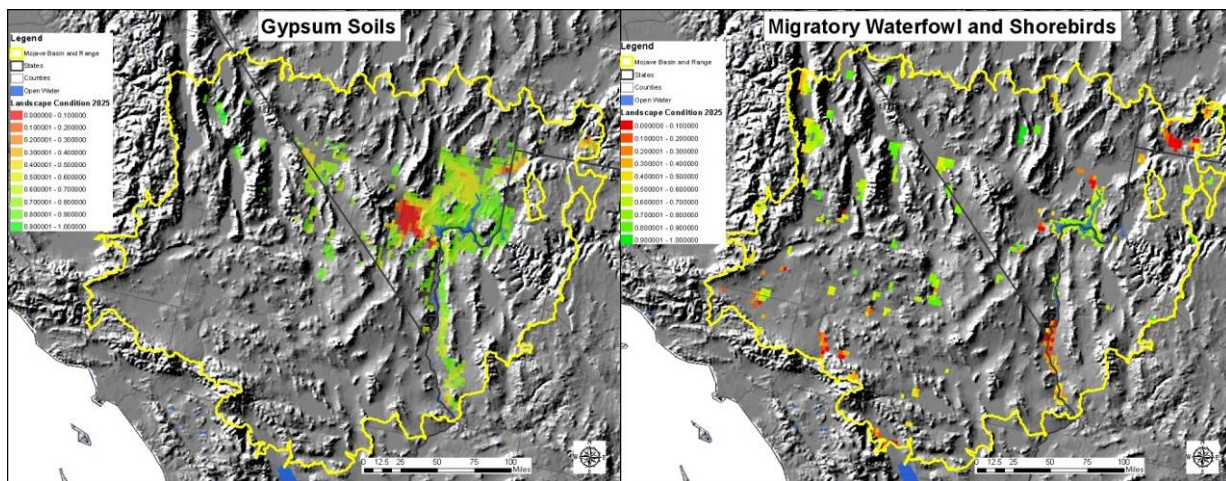 Gypsum Soils
Legend
Mojave Basin and Range
States
Counties
Open Water
Landscape Condition 2025
0.000000 - 0.100000
0.100001 - 0.200000
0.200001 - 0.300000
0.300001 - 0.400000
0.400001 - 0.500000
0.500001 - 0.600000
0.600001 - 0.700000
0.700001 - 0.800000
0.800001 - 0.900000
0.900001 - 1.000000
0 12.5 25 50 75 100
Miles
N
W E
S
Migratory Waterfowl and Shorebirds
Legend
Mojave Basin and Range
States
Counties
Open Water
Landscape Condition 2025
0.000000 - 0.100000
0.100001 - 0.200000
0.200001 - 0.300000
0.300001 - 0.400000
0.400001 - 0.500000
0.500001 - 0.600000
0.600001 - 0.700000
0.700001 - 0.800000
0.800001 - 0.900000
0.900001 - 1.000000
0 12.5 25 50 75 100
Miles
N
W E
S